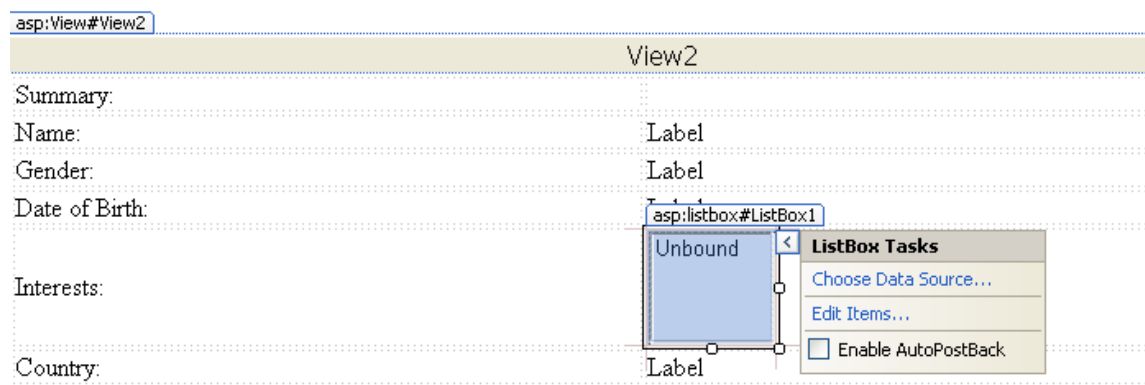 asp:View#View2
View2
Summary:
Name: Label
Gender: Label
Date of Birth:
asp:listbox#ListBox1
Unbound < ListBox Tasks
Choose Data Source...
Interests:
Edit Items...
Enable AutoPostBack
Country: Label